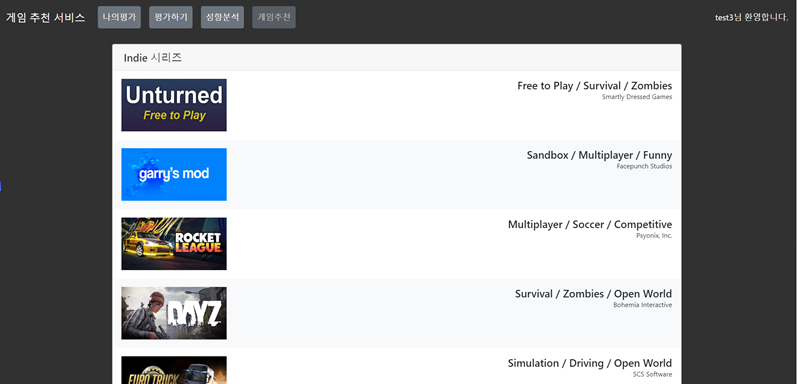 게임 추천 서비스 나의평가 평가하기 성향분석 게임추천 test3님 환영합니다.
Indie 시리즈
Unturned
Free to Play
Free to Play / Survival / Zombies
Smartly Dressed Games
garry's mod
Sandbox / Multiplayer / Funny
Facepunch Studios
ROCKET
LEAGUE
Multiplayer / Soccer / Competitive
Psyonix, Inc.
DAYZ
Survival / Zombies / Open World
Bohemia Interactive
EURO TRUCK
Simulation / Driving / Open World
SCS Software